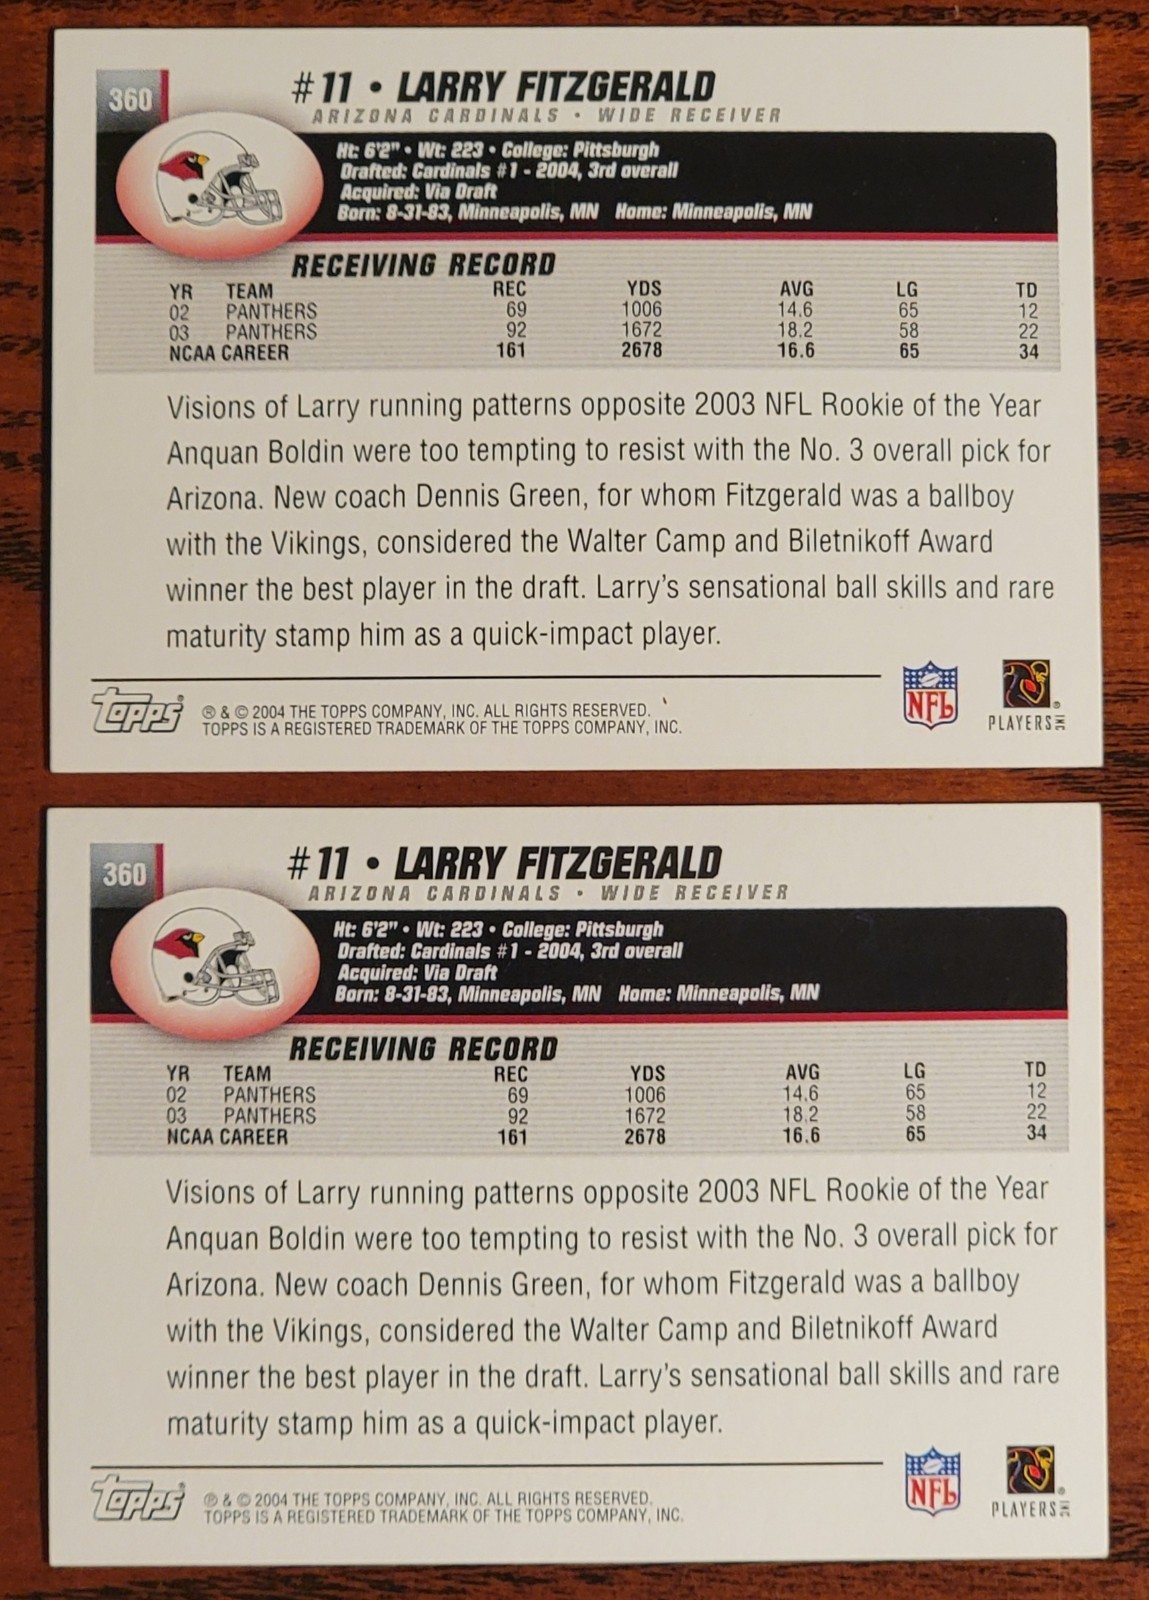 360
#11 • LARRY FITZGERALD
ARIZONA CARDINALS • WIDE RECEIVER
Ht: 6'2" • Wt: 223 • College: Pittsburgh
Drafted: Cardinals #1 - 2004, 3rd overall
Acquired: Via Draft
Born: 8-31-83, Minneapolis, MN Home: Minneapolis, MN
RECEIVING RECORD
YR TEAM REC YDS AVG LG TD
02 PANTHERS 69 1006 14.6 65 12
03 PANTHERS 92 1672 18.2 58 22
NCAA CAREER 161 2678 16.6 65 34
Visions of Larry running patterns opposite 2003 NFL Rookie of the Year
Anquan Boldin were too tempting to resist with the No. 3 overall pick for
Arizona. New coach Dennis Green, for whom Fitzgerald was a ballboy
with the Vikings, considered the Walter Camp and Biletnikoff Award
winner the best player in the draft. Larry's sensational ball skills and rare
maturity stamp him as a quick-impact player.
Topps ® & © 2004 THE TOPPS COMPANY, INC. ALL RIGHTS RESERVED.
TOPPS IS A REGISTERED TRADEMARK OF THE TOPPS COMPANY, INC.
NFL
PLAYERS INC
360
#11 • LARRY FITZGERALD
ARIZONA CARDINALS • WIDE RECEIVER
Ht: 6'2" • Wt: 223 • College: Pittsburgh
Drafted: Cardinals #1 - 2004, 3rd overall
Acquired: Via Draft
Born: 8-31-83, Minneapolis, MN Home: Minneapolis, MN
RECEIVING RECORD
YR TEAM REC YDS AVG LG TD
02 PANTHERS 69 1006 14.6 65 12
03 PANTHERS 92 1672 18.2 58 22
NCAA CAREER 161 2678 16.6 65 34
Visions of Larry running patterns opposite 2003 NFL Rookie of the Year
Anquan Boldin were too tempting to resist with the No. 3 overall pick for
Arizona. New coach Dennis Green, for whom Fitzgerald was a ballboy
with the Vikings, considered the Walter Camp and Biletnikoff Award
winner the best player in the draft. Larry's sensational ball skills and rare
maturity stamp him as a quick-impact player.
Topps ® & © 2004 THE TOPPS COMPANY, INC. ALL RIGHTS RESERVED.
TOPPS IS A REGISTERED TRADEMARK OF THE TOPPS COMPANY, INC.
NFL
PLAYERS INC